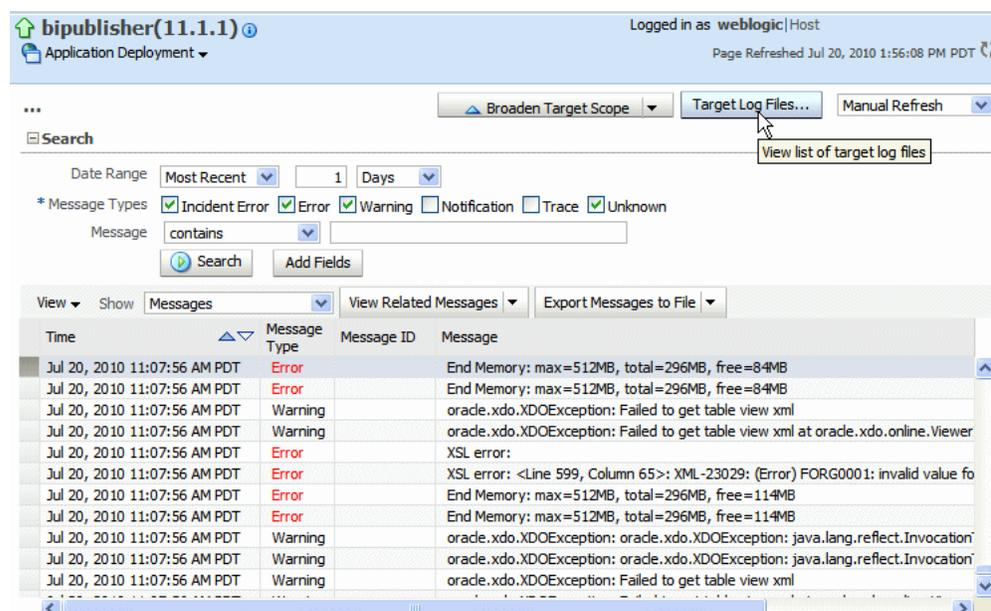 bipublisher(11.1.1)
Logged in as weblogic|Host
Application Deployment
Page Refreshed Jul 20, 2010 1:56:08 PM PDT
...
Broaden Target Scope
Target Log Files...
Manual Refresh
View list of target log files
Search
Date Range Most Recent 1 Days
* Message Types Incident Error Error Warning Notification Trace Unknown
Message contains
Search Add Fields
View Show Messages View Related Messages Export Messages to File
Time Message Type Message ID Message
Jul 20, 2010 11:07:56 AM PDT Error End Memory: max=512MB, total=296MB, free=84MB
Jul 20, 2010 11:07:56 AM PDT Error End Memory: max=512MB, total=296MB, free=84MB
Jul 20, 2010 11:07:56 AM PDT Warning oracle.xdo.XDOException: Failed to get table view xml
Jul 20, 2010 11:07:56 AM PDT Warning oracle.xdo.XDOException: Failed to get table view xml at oracle.xdo.online.Viewer
Jul 20, 2010 11:07:56 AM PDT Error XSL error:
Jul 20, 2010 11:07:56 AM PDT Error XSL error: <Line 599, Column 65>: XML-23029: (Error) FORG0001: invalid value fo
Jul 20, 2010 11:07:56 AM PDT Error End Memory: max=512MB, total=296MB, free=114MB
Jul 20, 2010 11:07:56 AM PDT Error End Memory: max=512MB, total=296MB, free=114MB
Jul 20, 2010 11:07:56 AM PDT Warning oracle.xdo.XDOException: oracle.xdo.XDOException: java.lang.reflect.Invocation
Jul 20, 2010 11:07:56 AM PDT Warning oracle.xdo.XDOException: oracle.xdo.XDOException: java.lang.reflect.Invocation
Jul 20, 2010 11:07:56 AM PDT Warning oracle.xdo.XDOException: Failed to get table view xml